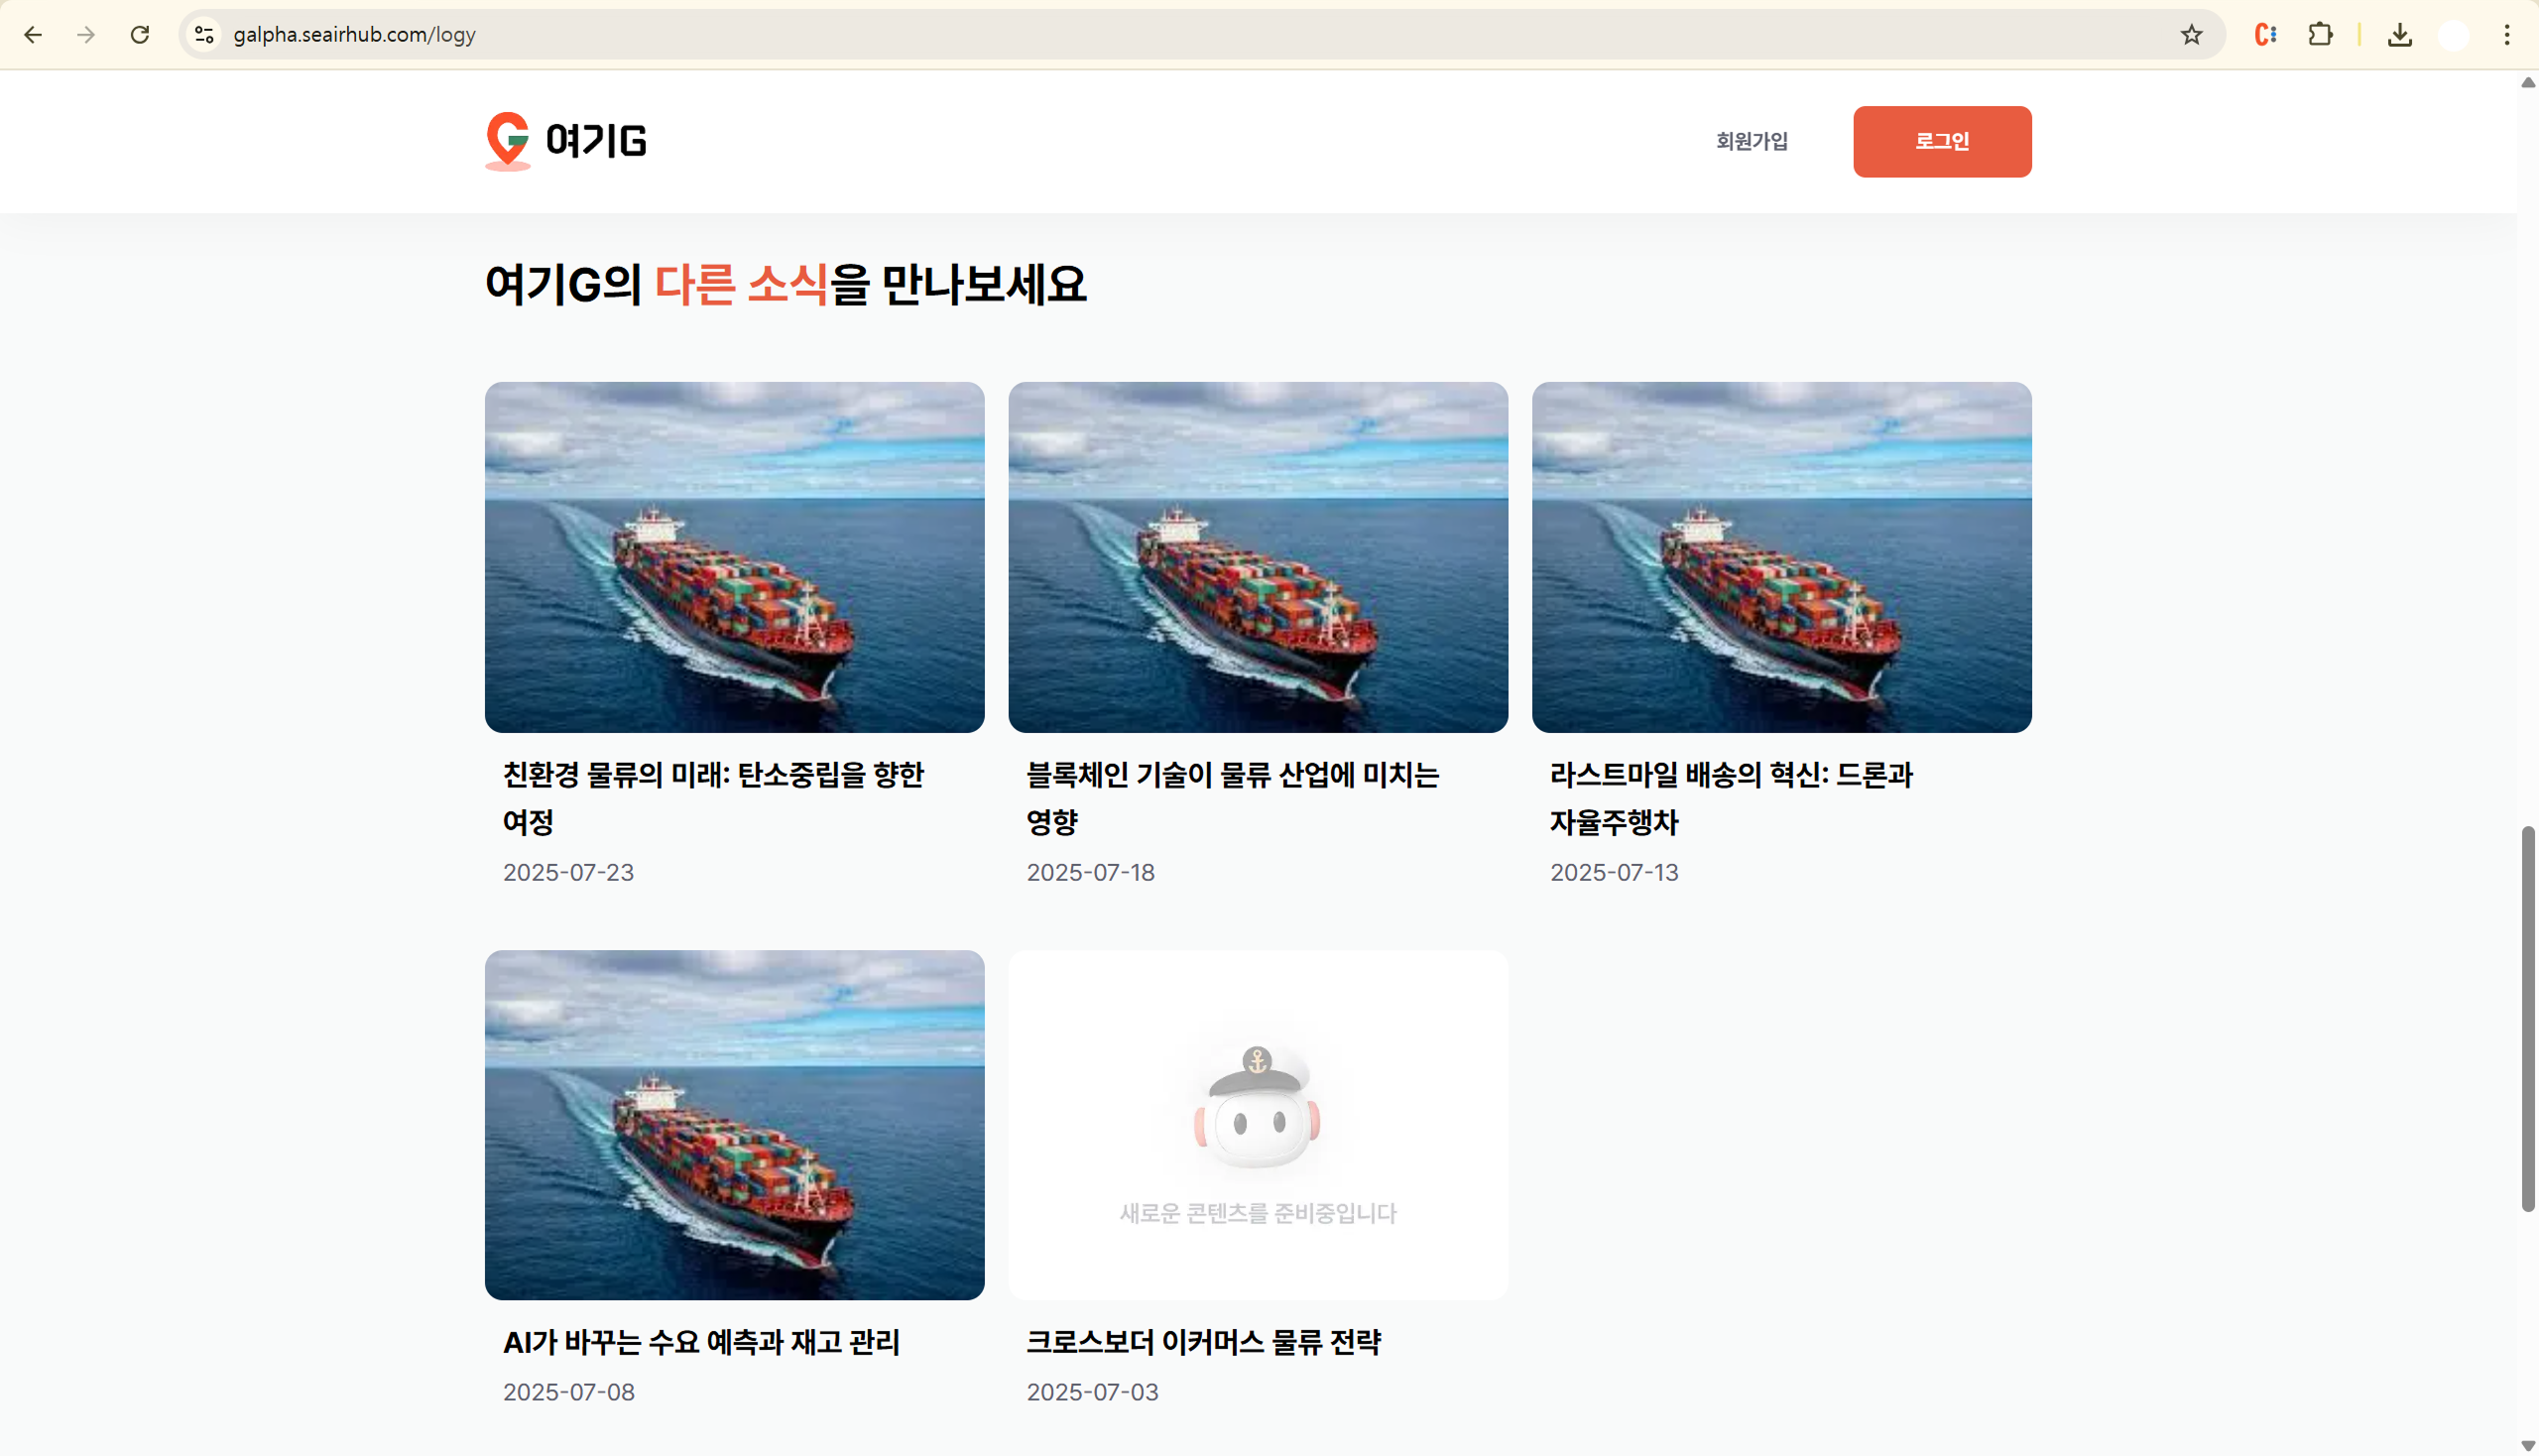 galpha.seairhub.com/logy
여기G
회원가입
로그인
여기G의 다른 소식을 만나보세요
친환경 물류의 미래: 탄소중립을 향한
여정
2025-07-23
블록체인 기술이 물류 산업에 미치는
영향
2025-07-18
라스트마일 배송의 혁신: 드론과
자율주행차
2025-07-13
AI가 바꾸는 수요 예측과 재고 관리
2025-07-08
새로운 콘텐츠를 준비중입니다
크로스보더 이커머스 물류 전략
2025-07-03